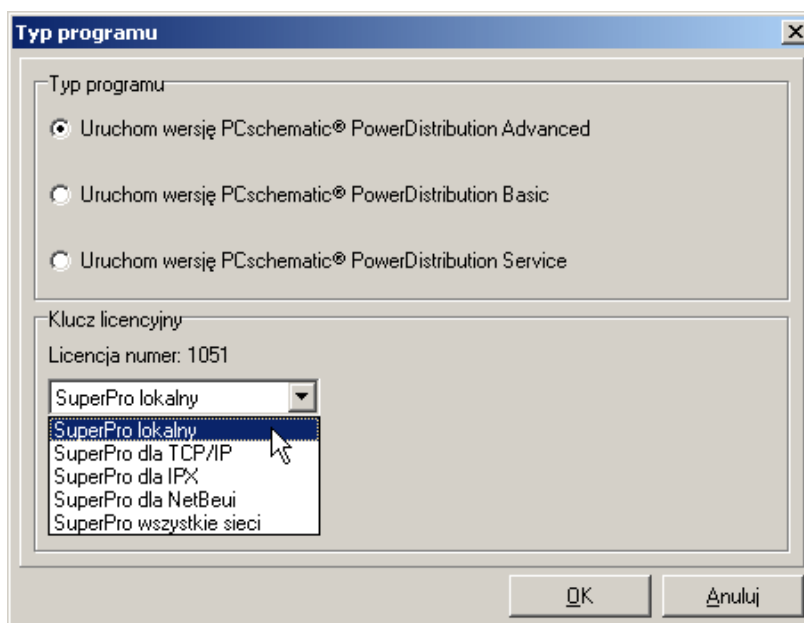 Typ programu
Typ programu
Uruchom wersję PCschematic® PowerDistribution Advanced
Uruchom wersję PCschematic® PowerDistribution Basic
Uruchom wersję PCschematic® PowerDistribution Service
Klucz licencyjny
Licencja numer: 1051
SuperPro lokalny
SuperPro lokalny
SuperPro dla TCP/IP
SuperPro dla IPX
SuperPro dla NetBeui
SuperPro wszystkie sieci
OK Anuluj